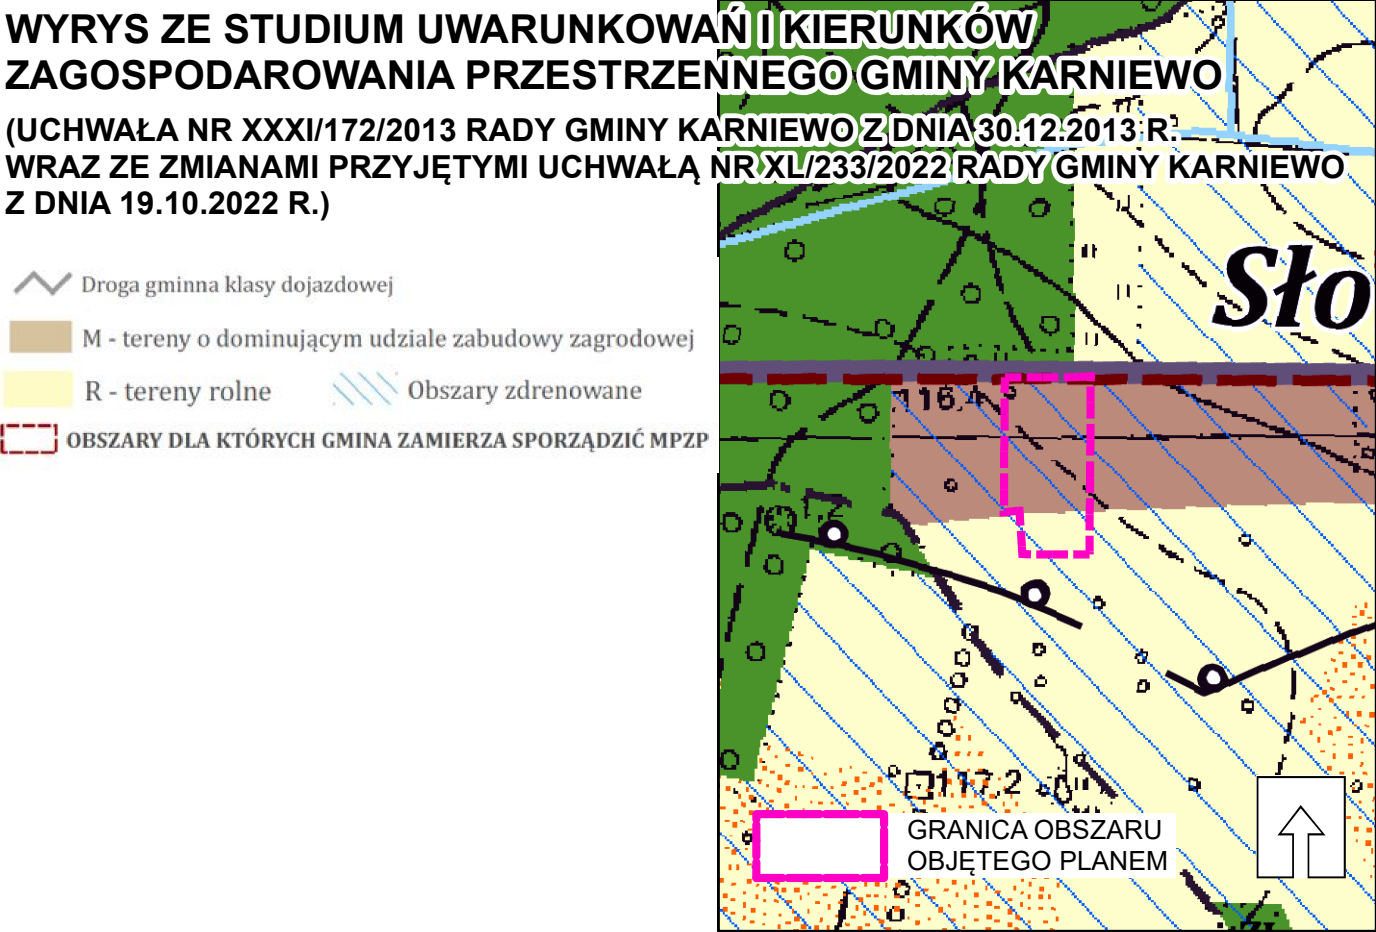 WYRYS ZE STUDIUM UWARUNKOWAŃ I KIERUNKÓW
ZAGOSPODAROWANIA PRZESTRZENNEGO GMINY KARNIEWO
(UCHWAŁA NR XXXI/172/2013 RADY GMINY KARNIEWO Z DNIA 30.12.2013 R.
WRAZ ZE ZMIANAMI PRZYJĘTYMI UCHWAŁĄ NR XL/233/2022 RADY GMINY KARNIEWO
Z DNIA 19.10.2022 R.)
Droga gminna klasy dojazdowej
M - tereny o dominującym udziale zabudowy zagrodowej
R - tereny rolne
Obszary zdrenowane
OBSZARY DLA KTÓRYCH GMINA ZAMIERZA SPORZĄDZIĆ MPZP
Sło
116,4
117,2
GRANICA OBSZARU
OBJĘTEGO PLANEM